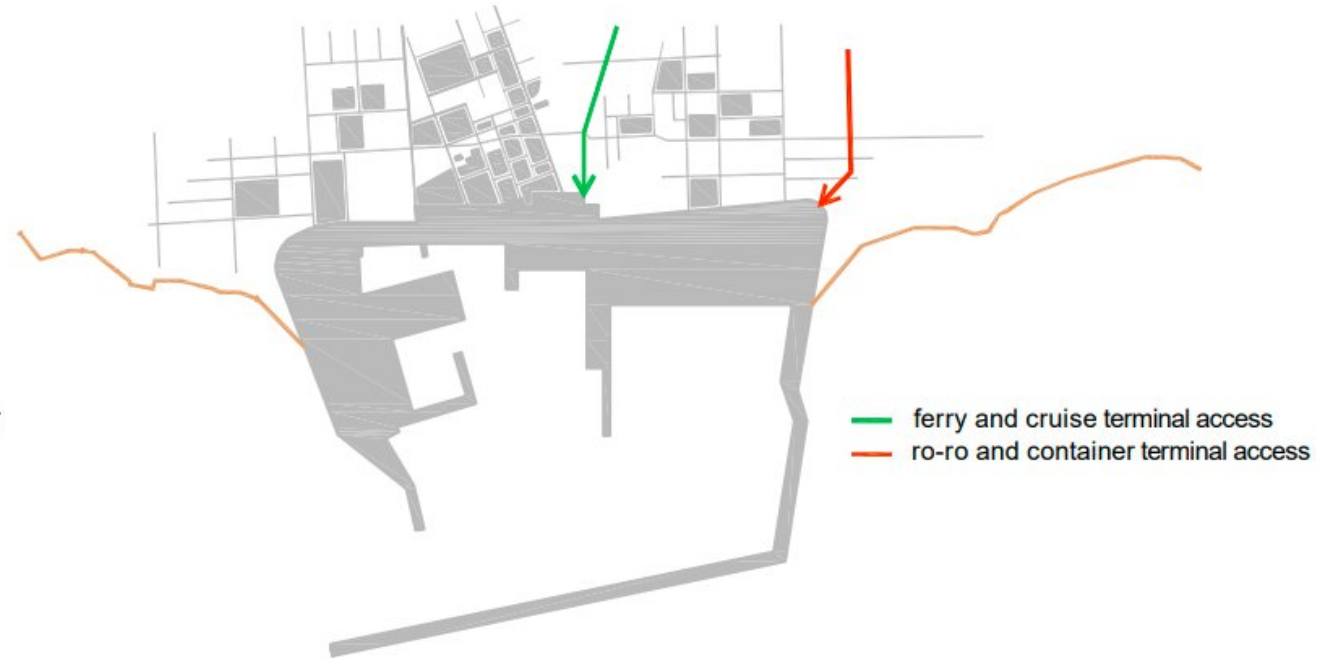 ferry and cruise terminal access
ro-ro and container terminal access